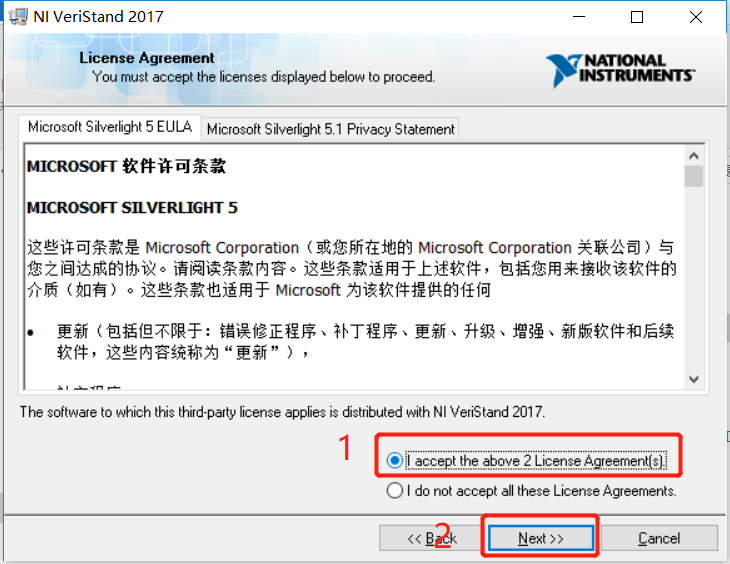 NI VeriStand 2017
License Agreement
You must accept the licenses displayed below to proceed.
NATIONAL
INSTRUMENTS™
Microsoft Silverlight 5 EULA
Microsoft Silverlight 5.1 Privacy Statement
MICROSOFT 软件许可条款
MICROSOFT SILVERLIGHT 5
这些许可条款是 Microsoft Corporation（或您所在地的 Microsoft Corporation 关联公司）与
您之间达成的协议。请阅读条款内容。这些条款适用于上述软件，包括您用来接收该软件的
介质（如有）。这些条款也适用于 Microsoft 为该软件提供的任何
• 更新（包括但不限于：错误修正程序、补丁程序、更新、升级、增强、新版软件和后续
软件，这些内容统称为“更新”），
The software to which this third-party license applies is distributed with NI VeriStand 2017.
1
I accept the above 2 License Agreement(s).
I do not accept all these License Agreements.
<< Back
2
Next >>
Cancel